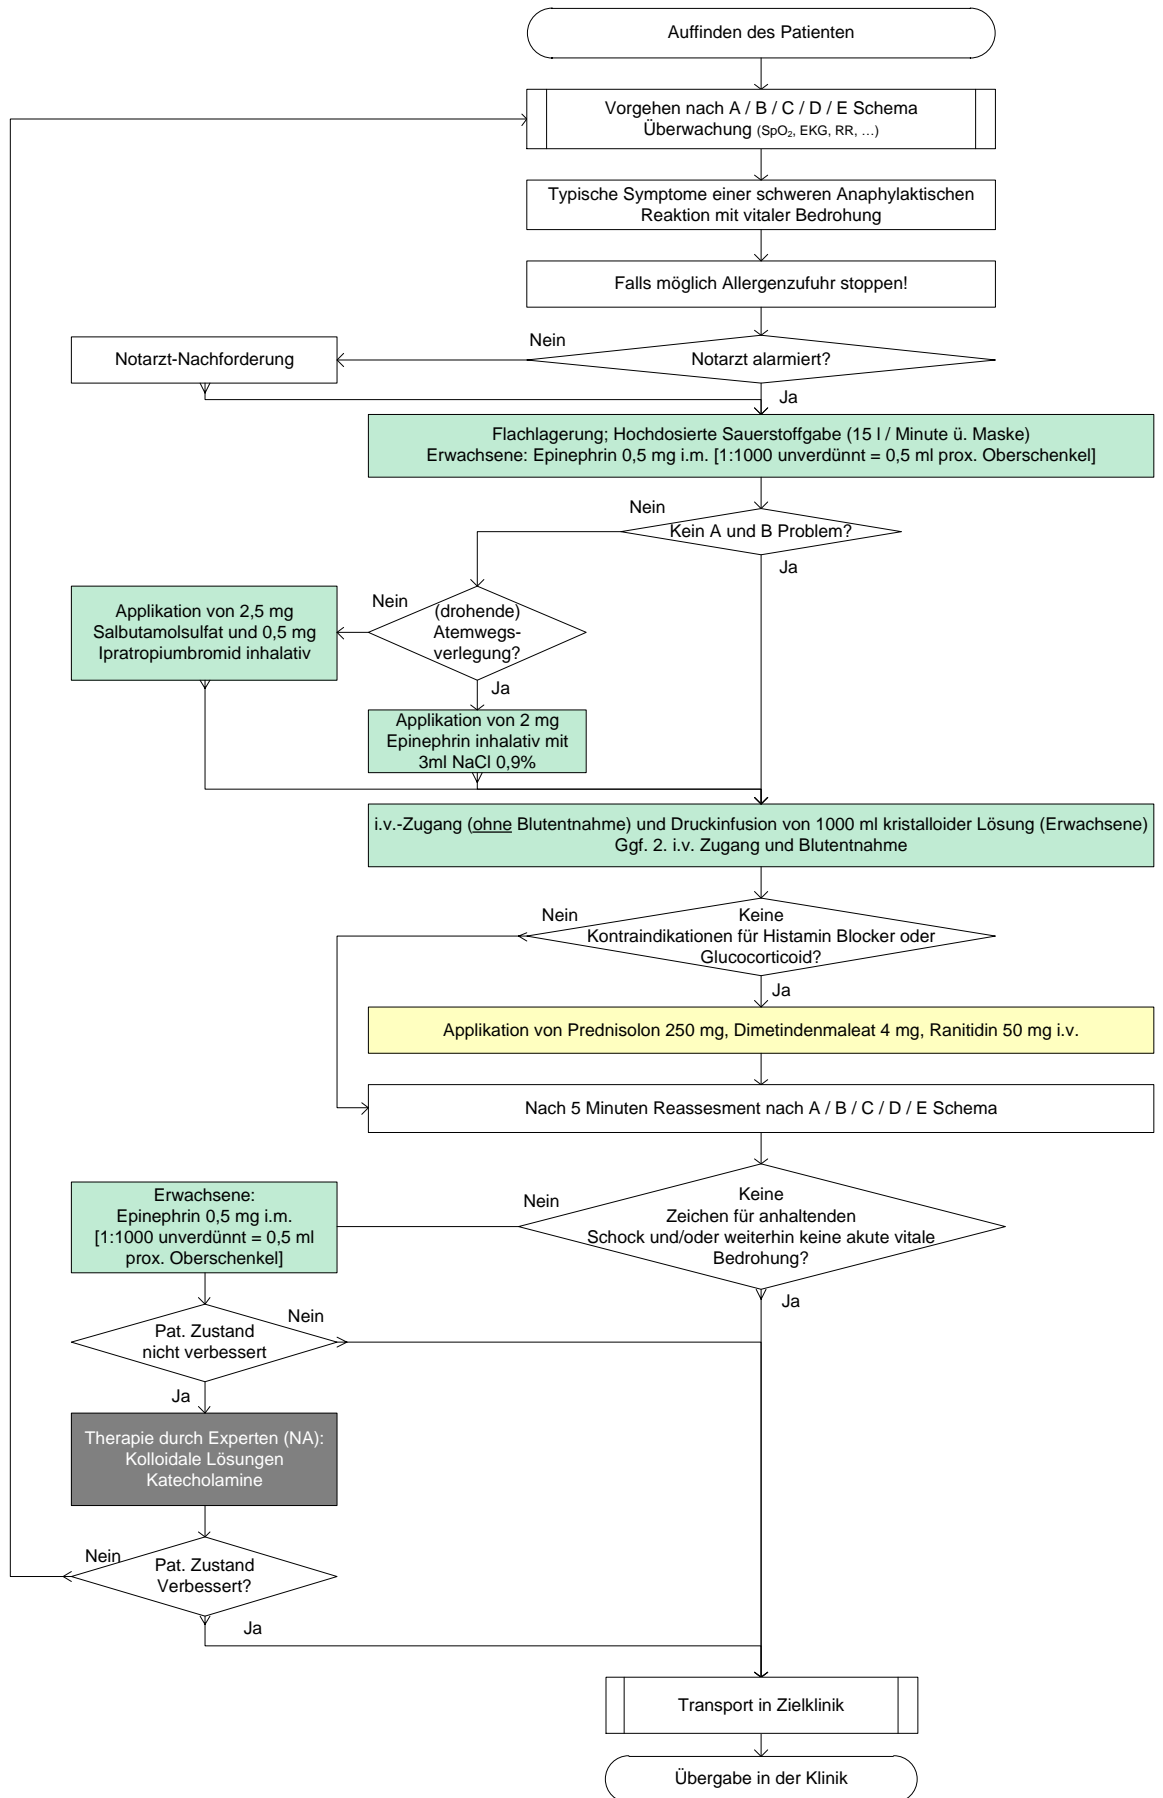 Auffinden des Patienten
Vorgehen nach A / B / C / D / E Schema
Überwachung (SpO₂, EKG, RR, …)
Typische Symptome einer schweren Anaphylaktischen
Reaktion mit vitaler Bedrohung
Falls möglich Allergenzufuhr stoppen!
Nein
Notarzt-Nachforderung
Notarzt alarmiert?
Ja
Flachlagerung; Hochdosierte Sauerstoffgabe (15 l / Minute ü. Maske)
Erwachsene: Epinephrin 0,5 mg i.m. [1:1000 unverdünnt = 0,5 ml prox. Oberschenkel]
Nein
Kein A und B Problem?
Ja
Nein
(drohende)
Atemwegs-
verlegung?
Applikation von 2,5 mg
Salbutamolsulfat und 0,5 mg
Ipratropiumbromid inhalativ
Ja
Applikation von 2 mg
Epinephrin inhalativ mit
3ml NaCl 0,9%
i.v.-Zugang (ohne Blutentnahme) und Druckinfusion von 1000 ml kristalloider Lösung (Erwachsene)
Ggf. 2. i.v. Zugang und Blutentnahme
Nein
Keine
Kontraindikationen für Histamin Blocker oder
Glucocorticoid?
Ja
Applikation von Prednisolon 250 mg, Dimetindenmaleat 4 mg, Ranitidin 50 mg i.v.
Nach 5 Minuten Reassesment nach A / B / C / D / E Schema
Nein
Keine
Zeichen für anhaltenden
Schock und/oder weiterhin keine akute vitale
Bedrohung?
Ja
Erwachsene:
Epinephrin 0,5 mg i.m.
[1:1000 unverdünnt = 0,5 ml
prox. Oberschenkel]
Nein
Pat. Zustand
nicht verbessert
Ja
Therapie durch Experten (NA):
Kolloidale Lösungen
Katecholamine
Nein
Pat. Zustand
Verbessert?
Ja
Transport in Zielklinik
Übergabe in der Klinik